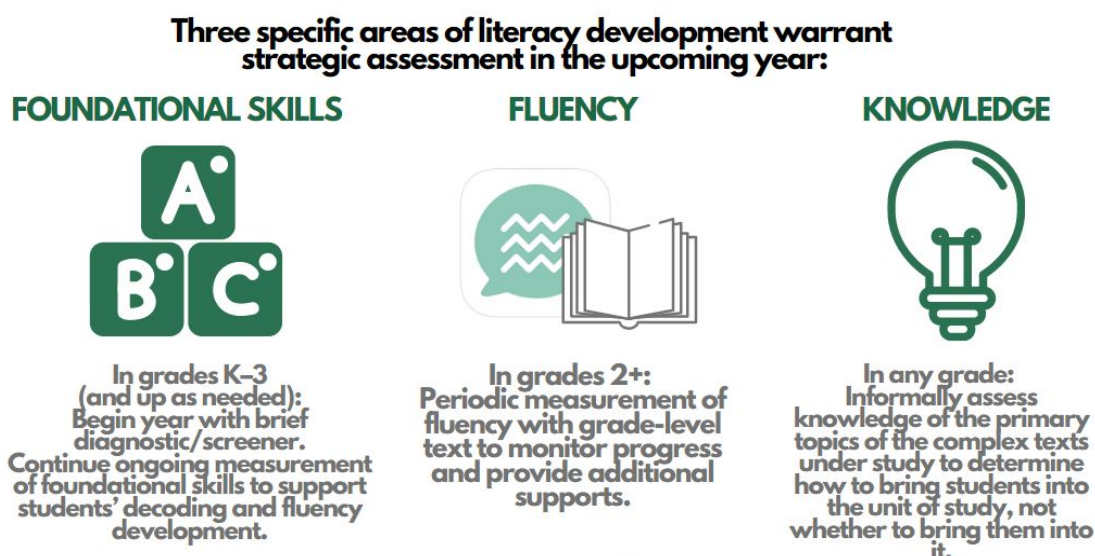 Three specific areas of literacy development warrant
strategic assessment in the upcoming year:
FOUNDATIONAL SKILLS
A
B C
In grades K–3
(and up as needed):
Begin year with brief
diagnostic/screener.
Continue ongoing measurement
of foundational skills to support
students' decoding and fluency
development.
FLUENCY
In grades 2+:
Periodic measurement of
fluency with grade-level
text to monitor progress
and provide additional
supports.
KNOWLEDGE
In any grade:
Informally assess
knowledge of the primary
topics of the complex texts
under study to determine
how to bring students into
the unit of study, not
whether to bring them into
it.